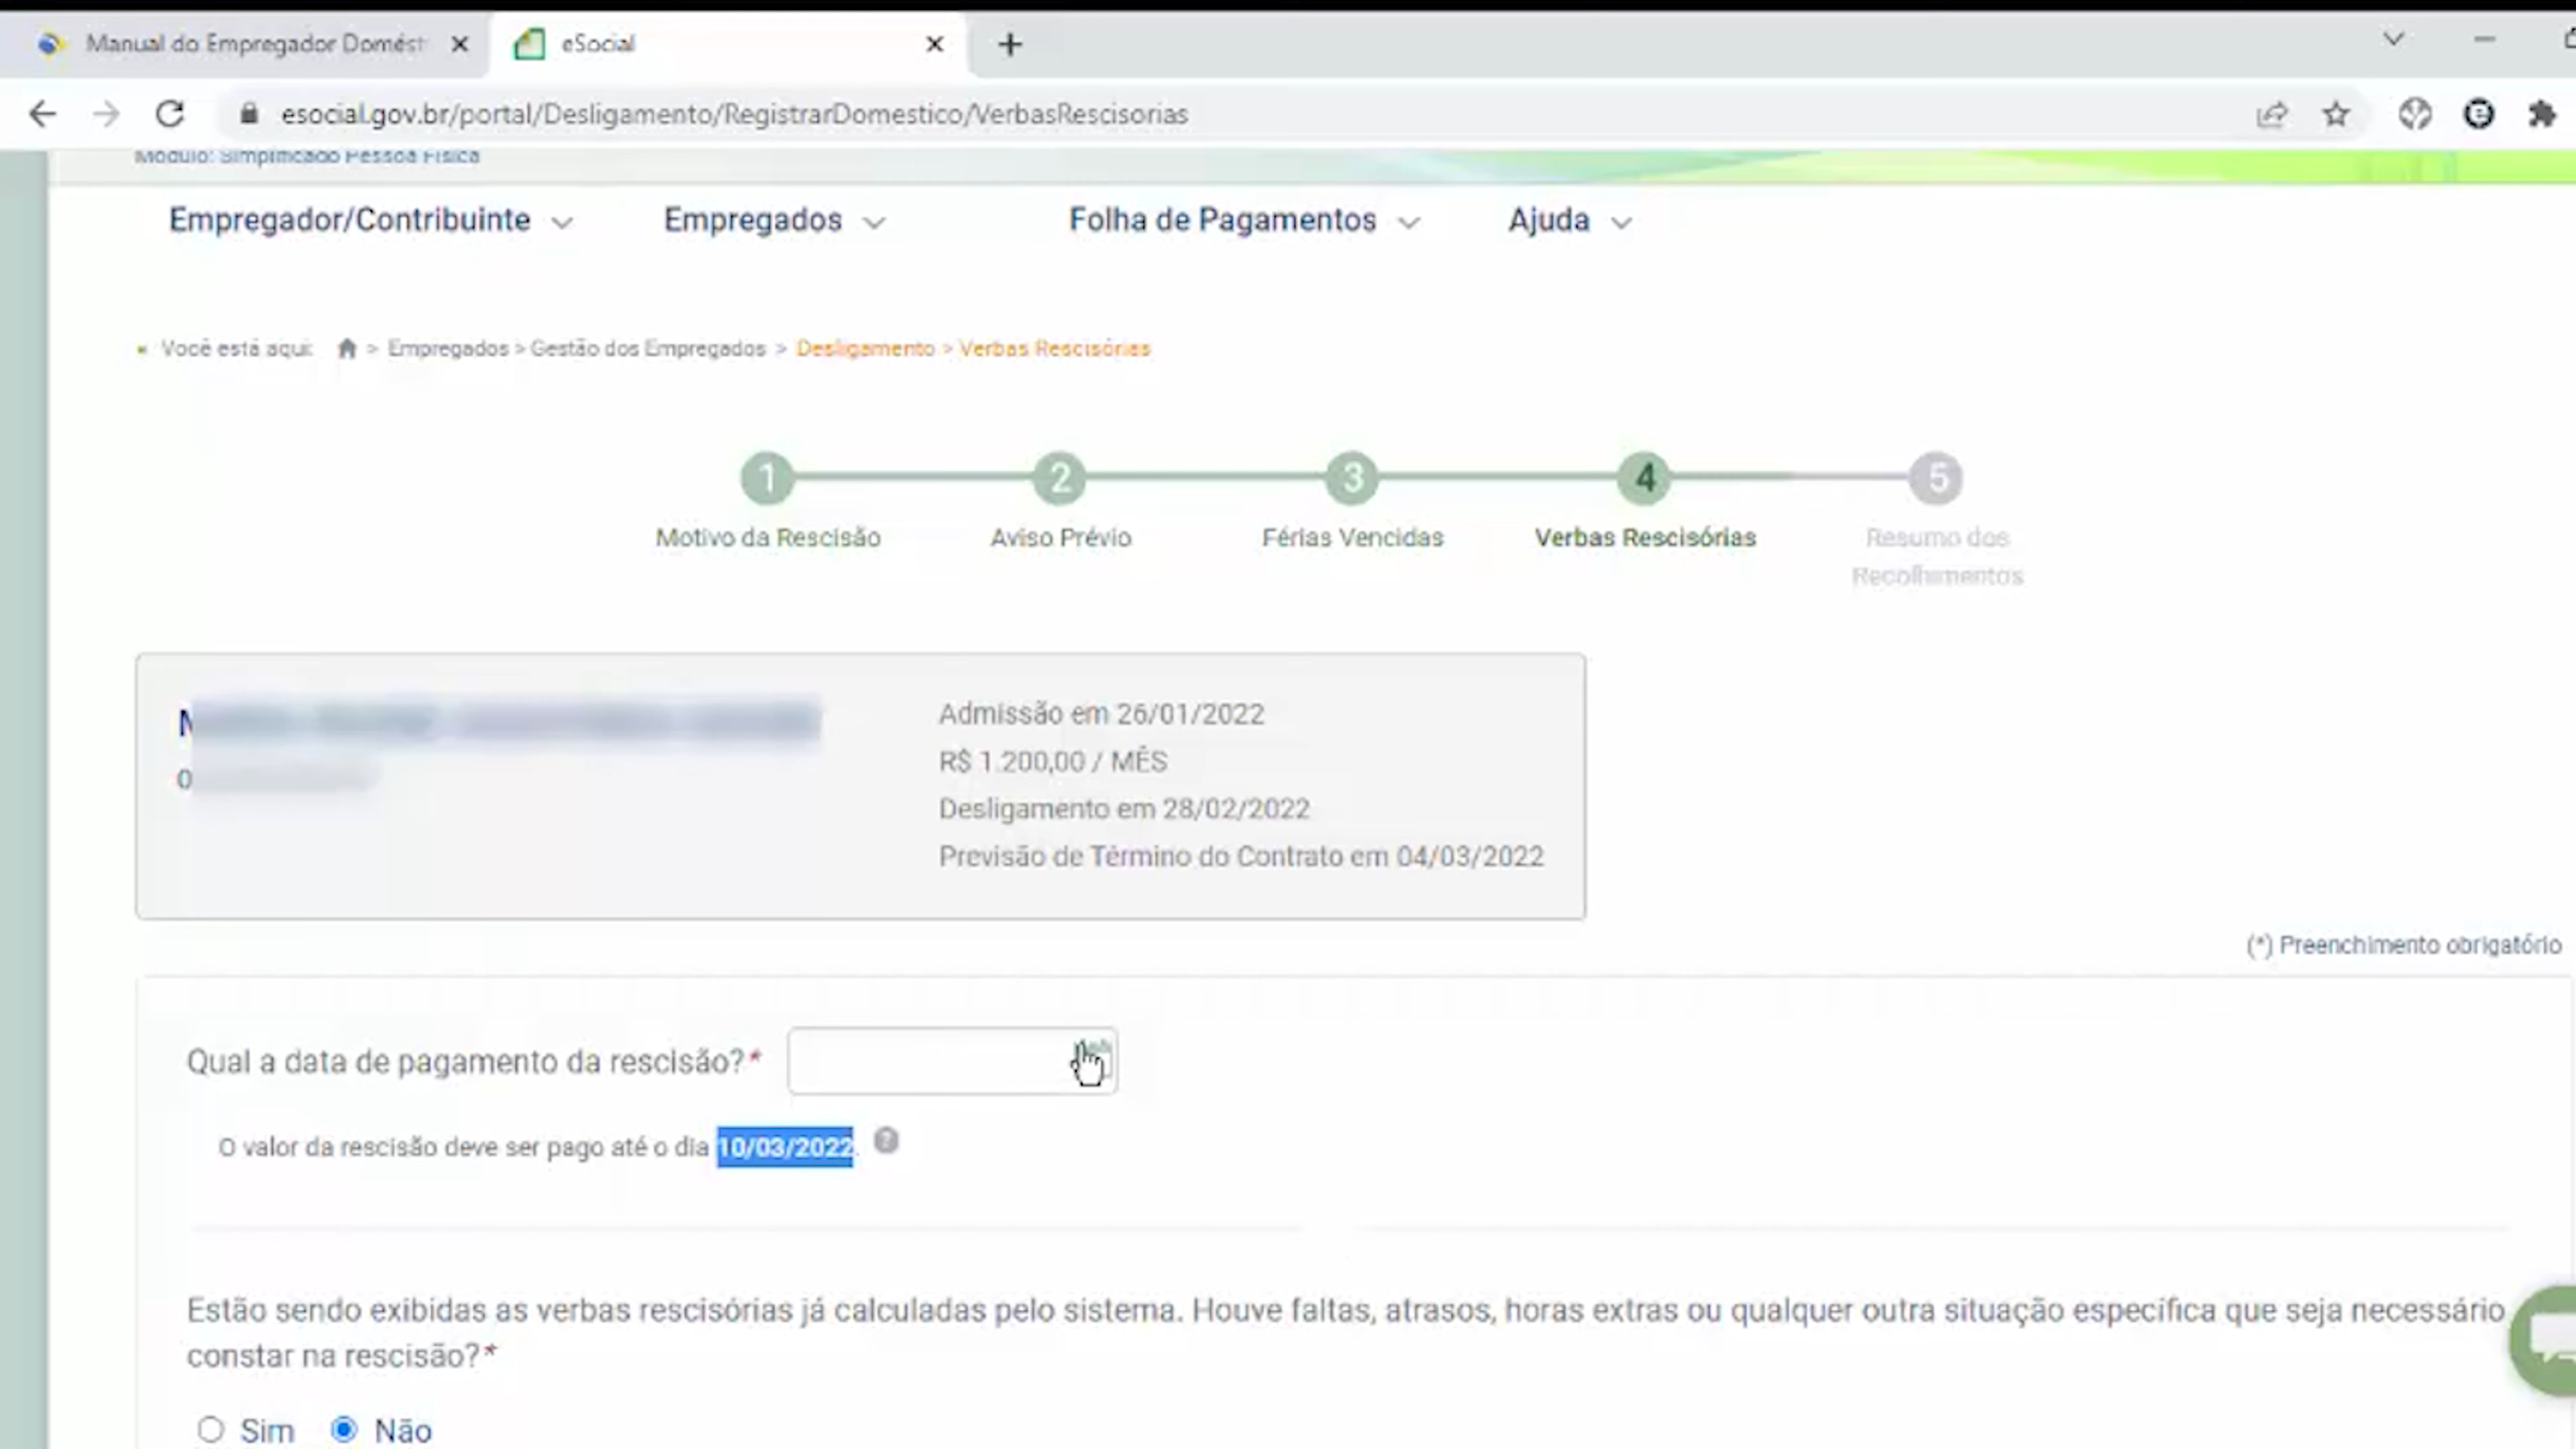 Manual do Empregador Domést
eSocial
esocial.gov.br/portal/Desligamento/RegistrarDomestico/VerbasRescisorias
Módulo: Simplificado Pessoa Física
Empregador/Contribuinte Empregados Folha de Pagamentos Ajuda
Você está aqui: > Empregados > Gestão dos Empregados > Desligamento > Verbas Rescisórias
1 2 3 4 5
Motivo da Rescisão Aviso Prévio Férias Vencidas Verbas Rescisórias Resumo dos
Recolhimentos
Admissão em 26/01/2022
R$ 1.200,00 / MÊS
Desligamento em 28/02/2022
Previsão de Término do Contrato em 04/03/2022
(*) Preenchimento obrigatório
Qual a data de pagamento da rescisão?*
O valor da rescisão deve ser pago até o dia 10/03/2022. ?
Estão sendo exibidas as verbas rescisórias já calculadas pelo sistema. Houve faltas, atrasos, horas extras ou qualquer outra situação específica que seja necessário
constar na rescisão?*
Sim Não